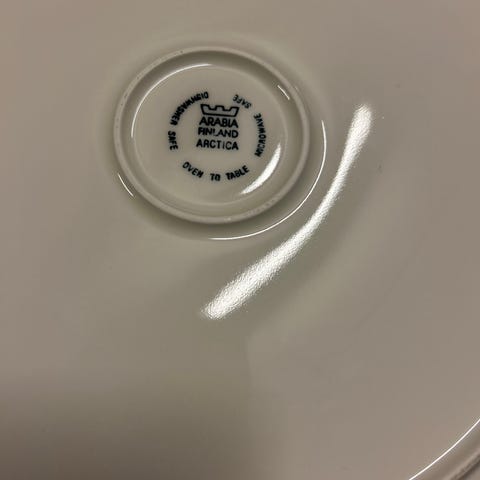 ARABIA
FINLAND
ARCTICA
DISHWASHER SAFE
OVEN TO TABLE
MICROWAVE SAFE